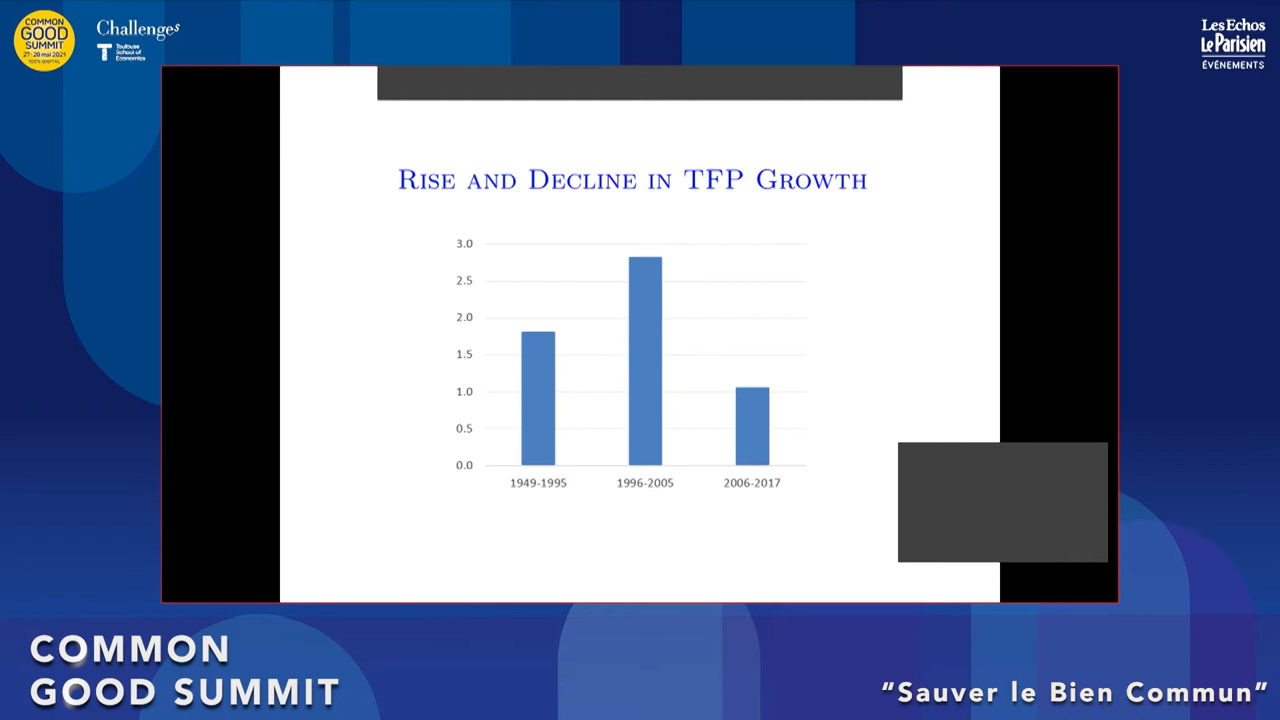 COMMON
GOOD
SUMMIT
27 · 28 mai 2021
100% DIGITAL
Challenges
Toulouse
School of
Economics
Les Echos
Le Parisien
ÉVÉNEMENTS
RISE AND DECLINE IN TFP GROWTH
3.0
2.5
2.0
1.5
1.0
0.5
0.0
1949-1995 1996-2005 2006-2017
COMMON
GOOD SUMMIT
“Sauver le Bien Commun”